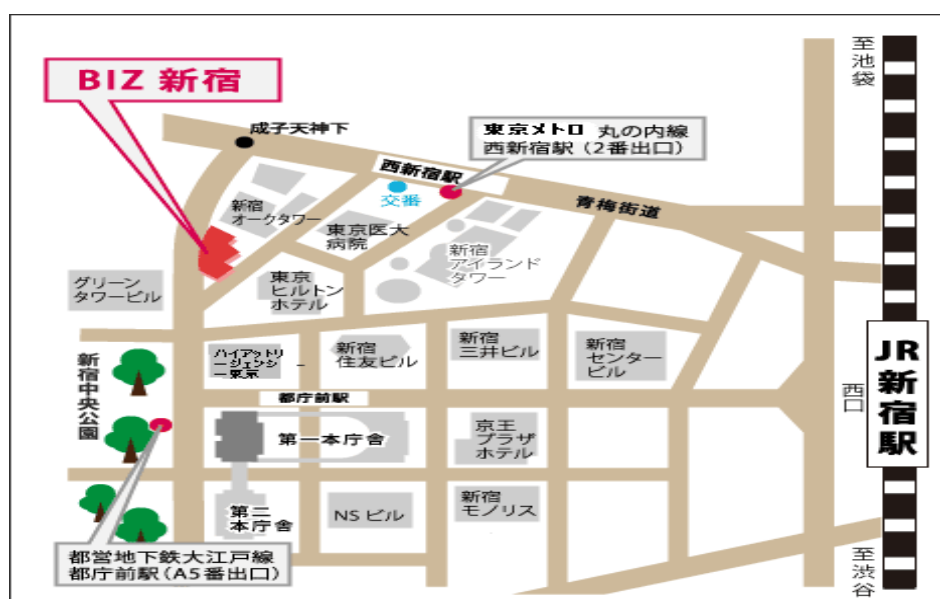 BIZ 新宿
至池袋
成子天神下
東京メトロ 丸の内線
西新宿駅（2番出口）
西新宿駅
交番
青梅街道
新宿
オークタワー
東京医大
病院
新宿
アイランド
タワー
グリーン
タワービル
東京
ヒルトン
ホテル
ハイアットリ
ージェンシ
ー東京
新宿
住友ビル
新宿
三井ビル
新宿
センター
ビル
JR新宿駅
西口
新宿中央公園
都庁前駅
第一本庁舎
京王
プラザ
ホテル
第二
本庁舎
NSビル
新宿
モノリス
都営地下鉄大江戸線
都庁前駅（A5番出口）
至渋谷